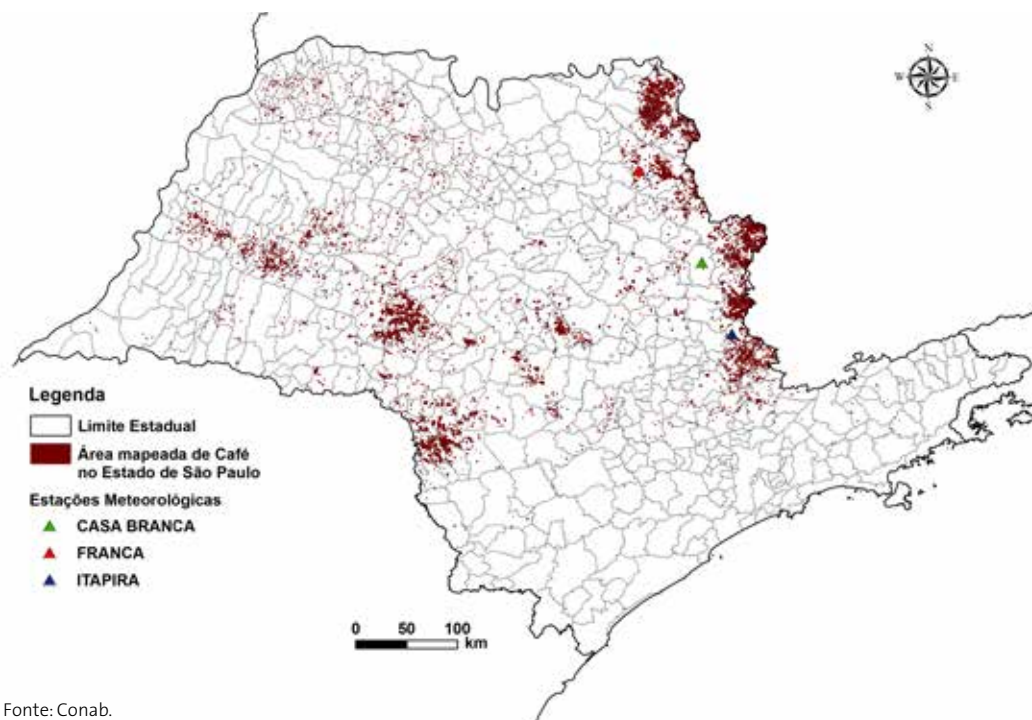 N
W E
S
Legenda
Limite Estadual
Área mapeada de Café
no Estado de São Paulo
Estações Meteorológicas
CASA BRANCA
FRANCA
ITAPIRA
0 50 100
km
Fonte: Conab.